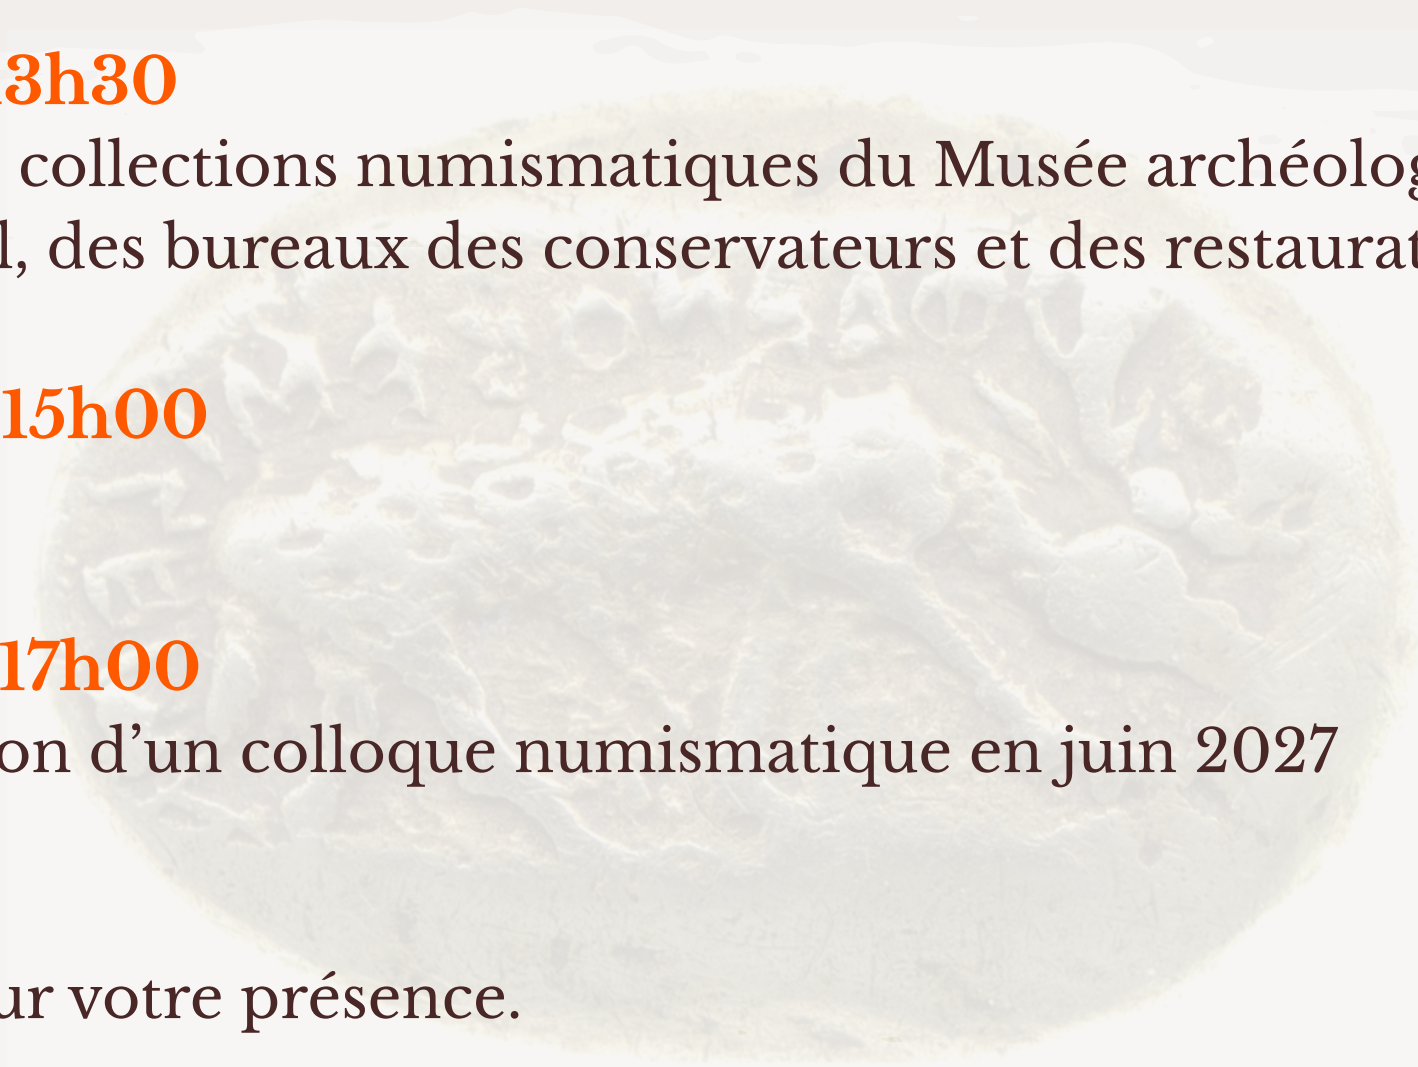 3h30
collections numismatiques du Musée archéolog
l, des bureaux des conservateurs et des restaurat
15h00
17h00
on d’un colloque numismatique en juin 2027
ur votre présence.